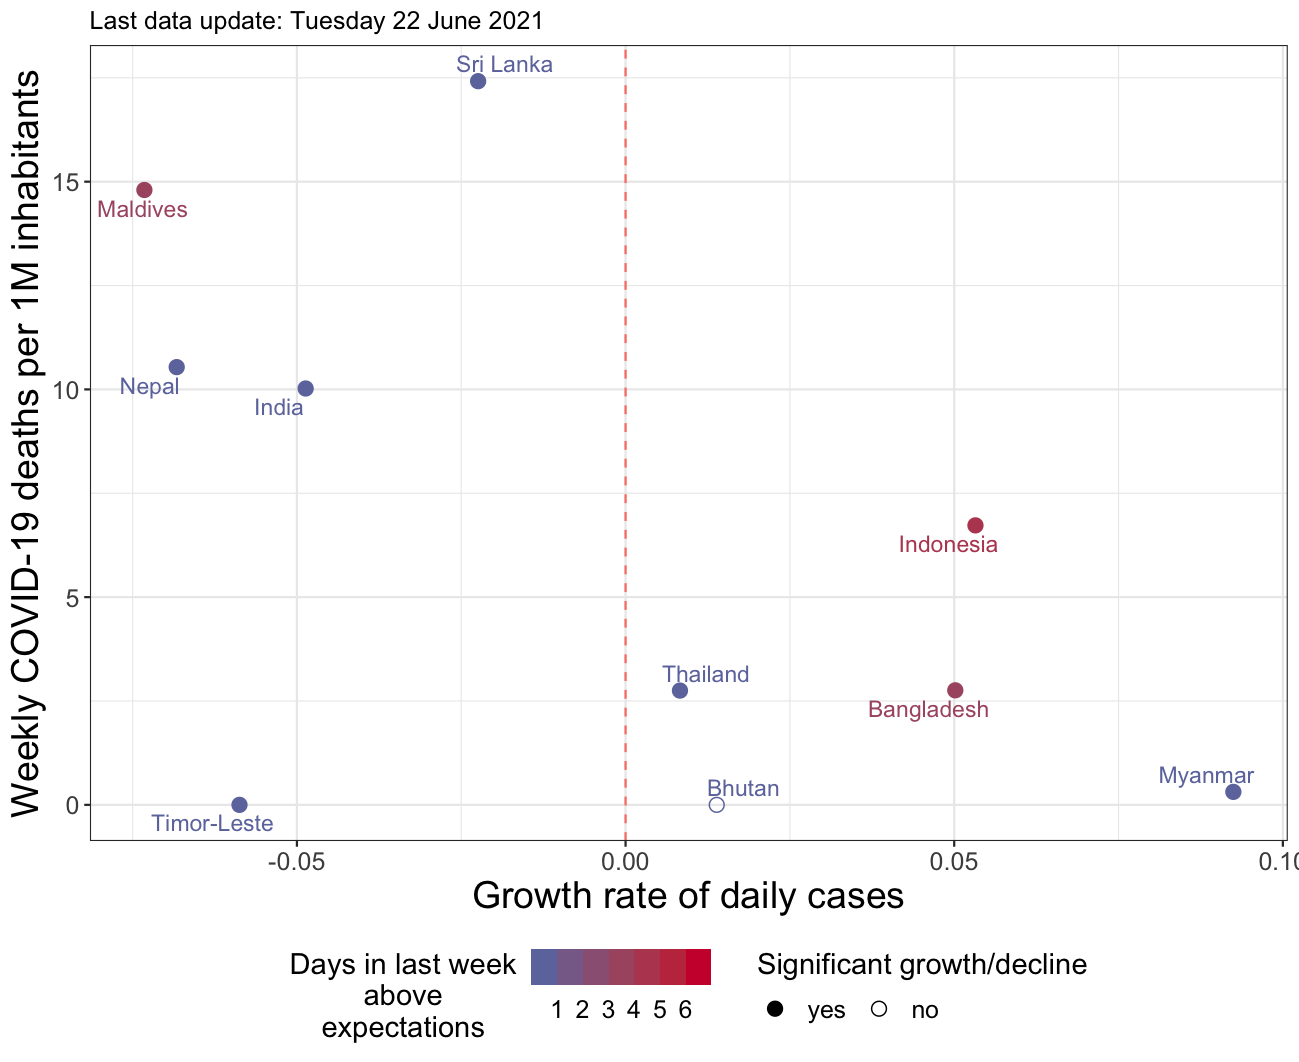 Last data update: Tuesday 22 June 2021
Weekly COVID-19 deaths per 1M inhabitants
15
10
5
0
Sri Lanka
Maldives
Nepal
India
Indonesia
Thailand
Bangladesh
Myanmar
Bhutan
Timor-Leste
-0.05 0.00 0.05 0.10
Growth rate of daily cases
Days in last week
above
expectations
1 2 3 4 5 6
Significant growth/decline
yes no